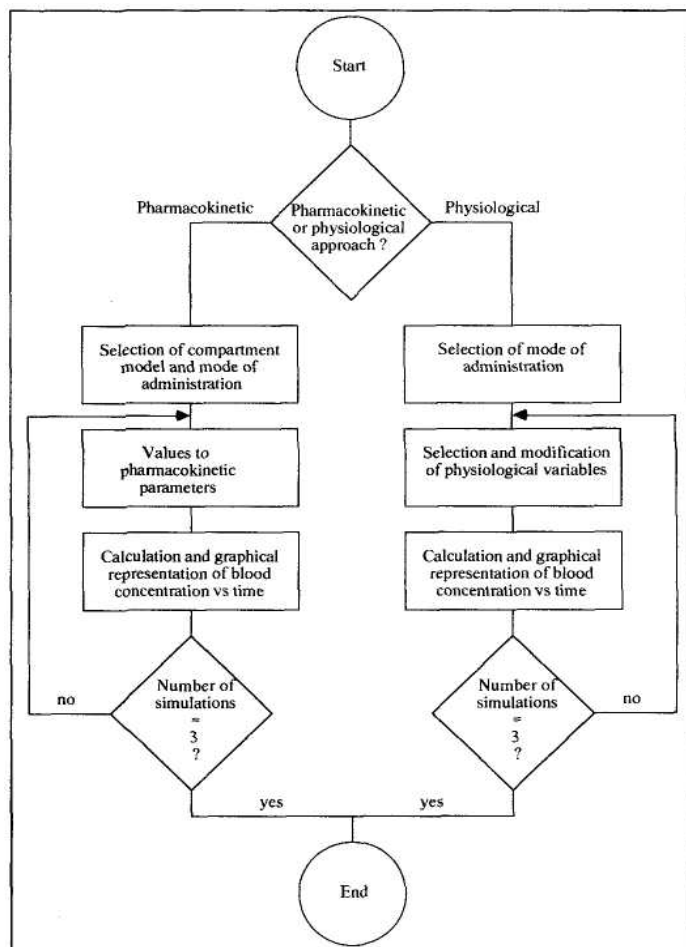 Start
Pharmacokinetic
Pharmacokinetic
or physiological
approach ?
Physiological
Selection of compartment
model and mode of
administration
Selection of mode of
administration
Values to
pharmacokinetic
parameters
Selection and modification
of physiological variables
Calculation and graphical
representation of blood
concentration vs time
Calculation and graphical
representation of blood
concentration vs time
no
Number of
simulations
=
3
?
Number of
simulations
=
3
?
no
yes
yes
End